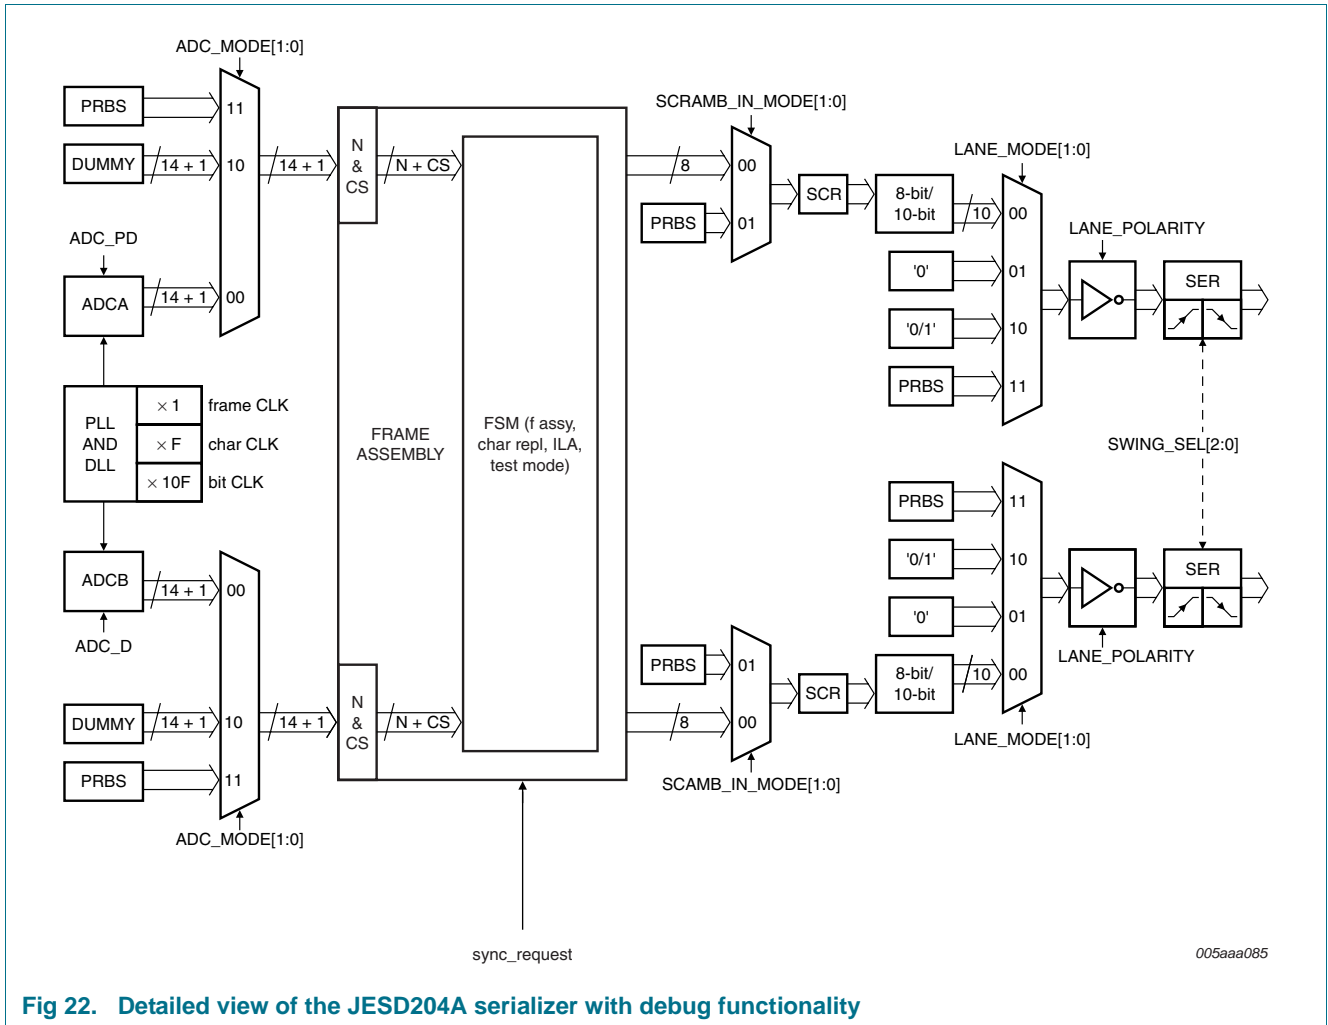 ADC_MODE[1:0]
PRBS
11
SCRAMB_IN_MODE[1:0]
DUMMY
14 + 1
10
14 + 1
N
&
CS
N + CS
8
00
LANE_MODE[1:0]
PRBS
01
SCR
8-bit/
10-bit
10
00
ADC_PD
LANE_POLARITY
ADCA
14 + 1
00
'0'
01
SER
'0/1'
10
PRBS
11
PLL
AND
DLL
× 1
frame CLK
× F
char CLK
× 10F
bit CLK
FRAME
ASSEMBLY
FSM (f assy,
char repl, ILA,
test mode)
SWING_SEL[2:0]
PRBS
11
'0/1'
10
SER
ADCB
14 + 1
00
'0'
01
ADC_D
LANE_POLARITY
PRBS
01
SCR
8-bit/
10-bit
10
00
DUMMY
14 + 1
10
14 + 1
N
&
CS
N + CS
8
00
LANE_MODE[1:0]
PRBS
11
SCAMB_IN_MODE[1:0]
ADC_MODE[1:0]
sync_request
005aaa085
Fig 22. Detailed view of the JESD204A serializer with debug functionality